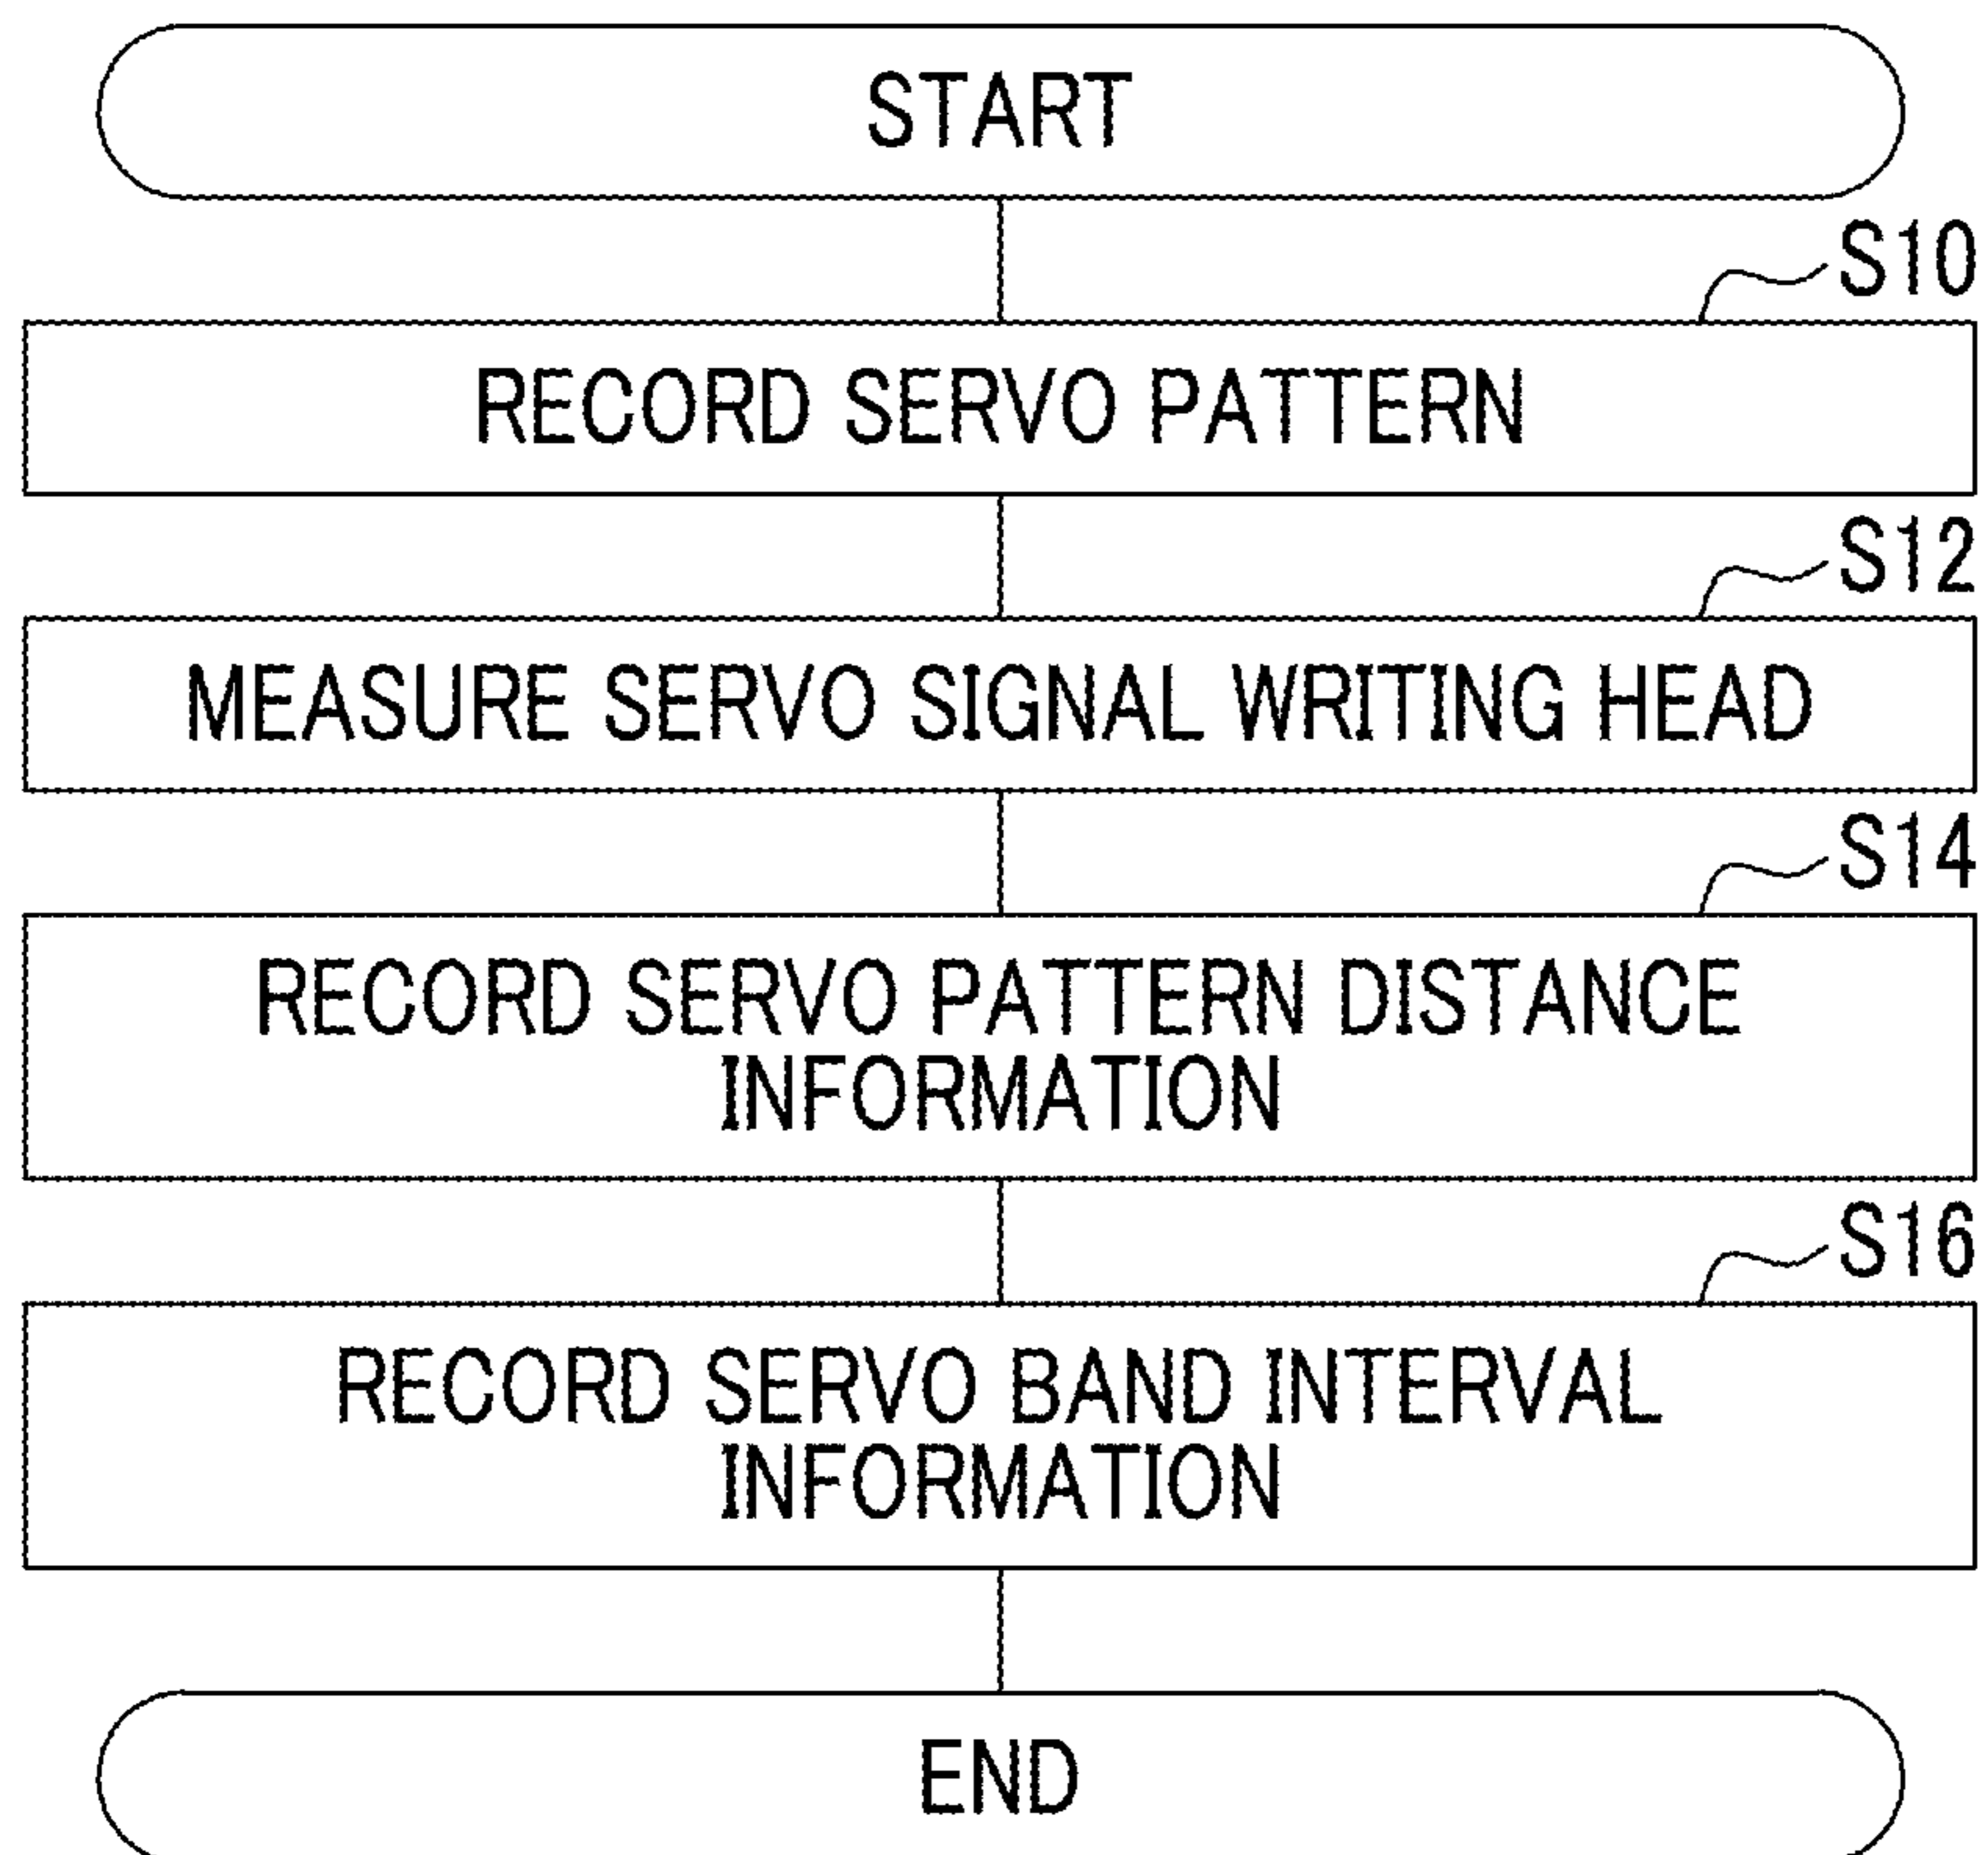 START
S10
RECORD SERVO PATTERN
S12
MEASURE SERVO SIGNAL WRITING HEAD
S14
RECORD SERVO PATTERN DISTANCE
INFORMATION
S16
RECORD SERVO BAND INTERVAL
INFORMATION
END